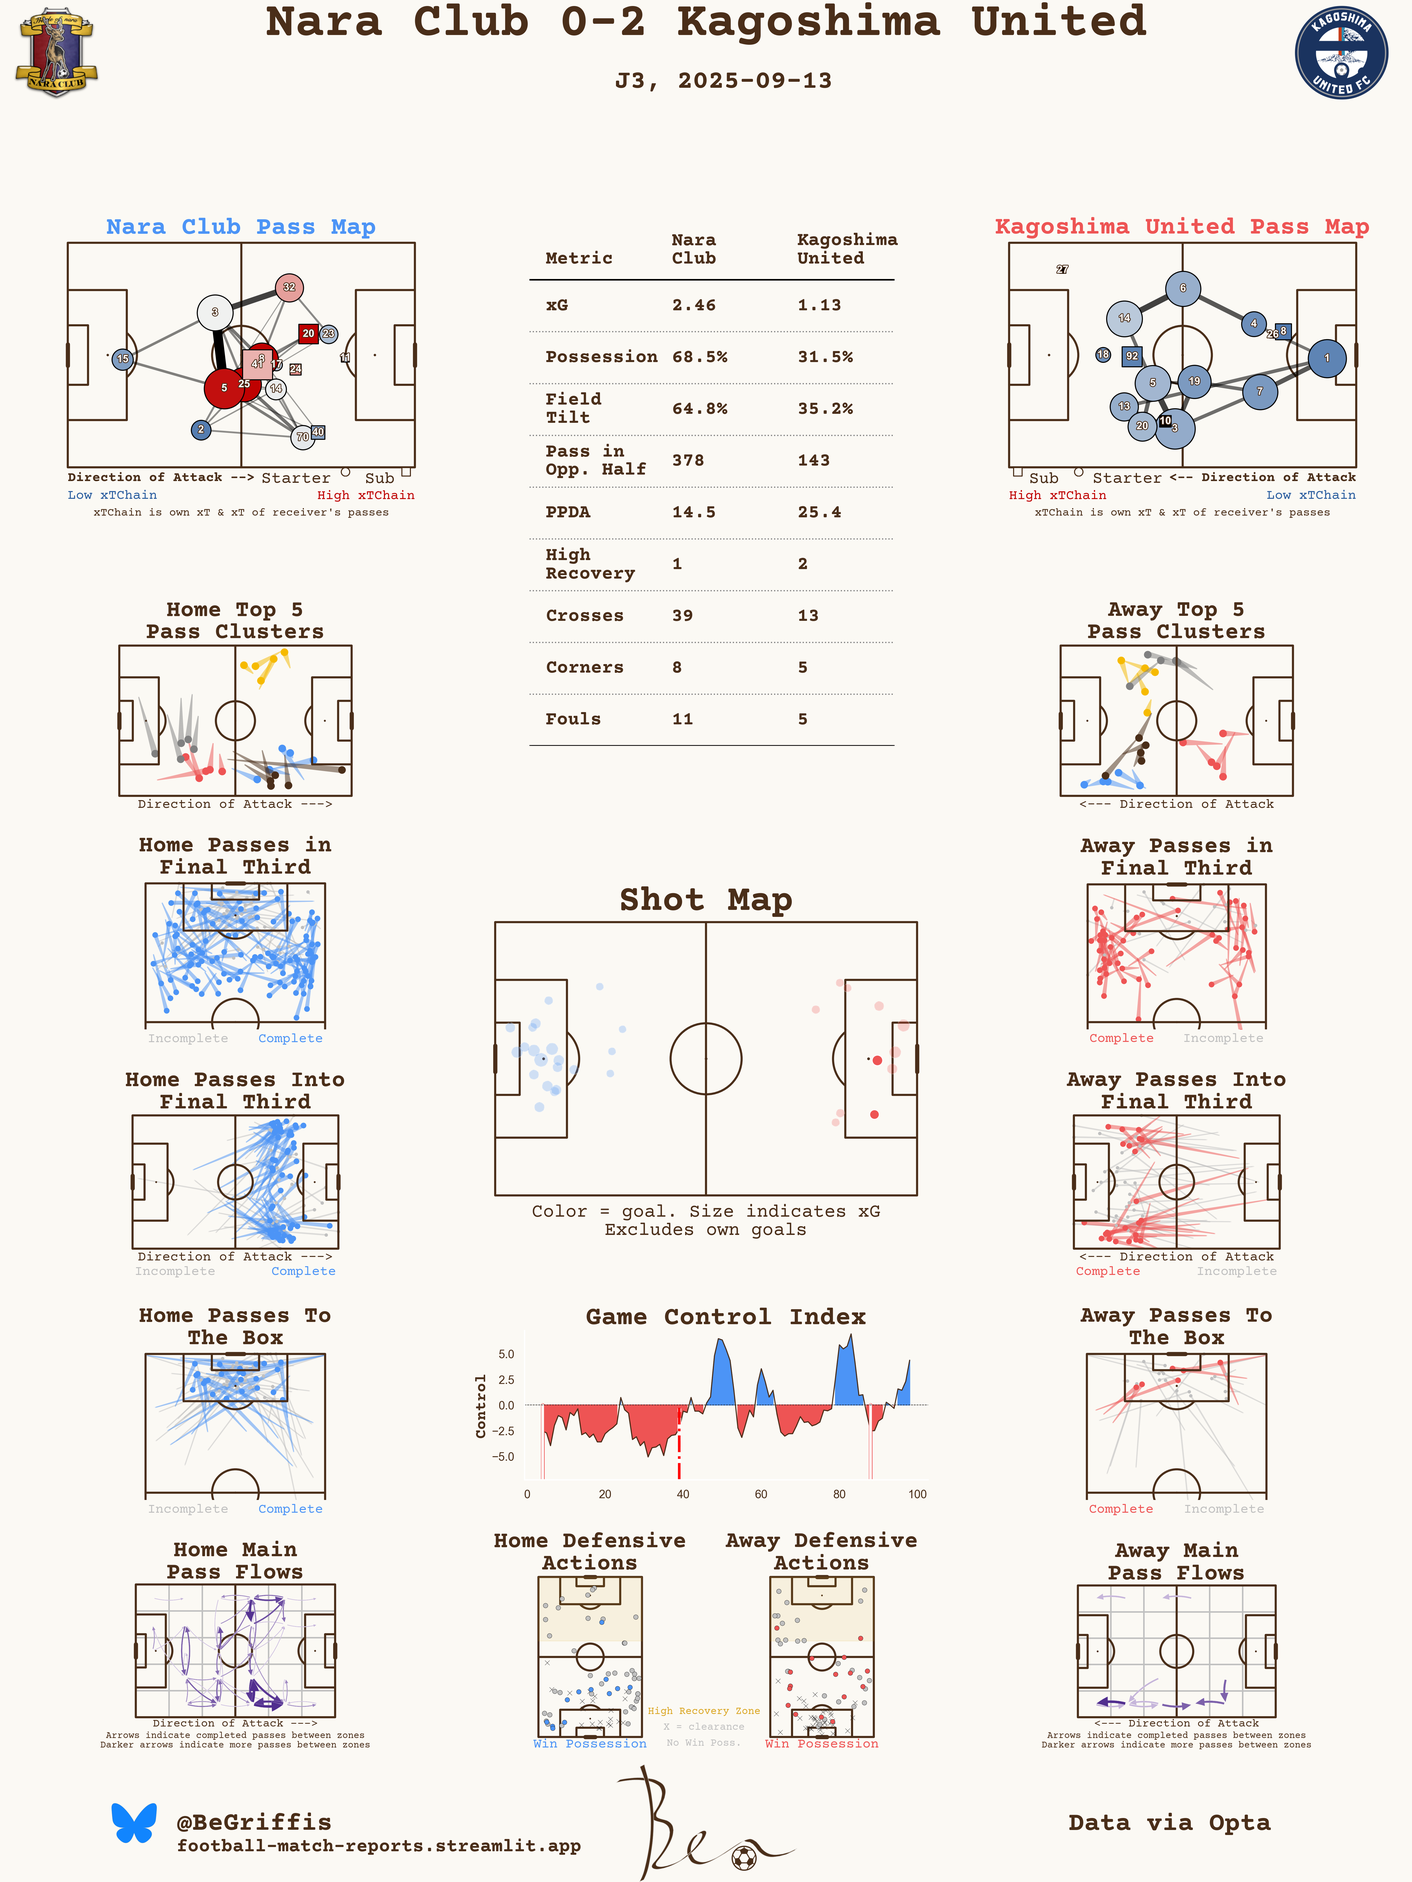 Nara Club 0-2 Kagoshima United
J3, 2025-09-13
NARA CLUB
KAGOSHIMA
UNITED FC
Nara Club Pass Map
32
3
20
23
15
8
41
17
11
24
5
25
14
2
70
40
Direction of Attack --> Starter Sub
Low xTChain High xTChain
xTChain is own xT & xT of receiver's passes
Metric Nara Club Kagoshima United
xG 2.46 1.13
Possession 68.5% 31.5%
Field Tilt 64.8% 35.2%
Pass in Opp. Half 378 143
PPDA 14.5 25.4
High Recovery 1 2
Crosses 39 13
Corners 8 5
Fouls 11 5
Kagoshima United Pass Map
27
6
14
4
8
26
18
92
1
5
19
7
13
10
20
3
Sub Starter <-- Direction of Attack
High xTChain Low xTChain
xTChain is own xT & xT of receiver's passes
Home Top 5
Pass Clusters
Direction of Attack --->
Away Top 5
Pass Clusters
<--- Direction of Attack
Home Passes in
Final Third
Incomplete Complete
Away Passes in
Final Third
Complete Incomplete
Shot Map
Color = goal. Size indicates xG
Excludes own goals
Home Passes Into
Final Third
Direction of Attack --->
Incomplete Complete
Away Passes Into
Final Third
<--- Direction of Attack
Complete Incomplete
Home Passes To
The Box
Incomplete Complete
Game Control Index
Control
5.0
2.5
0.0
−2.5
−5.0
0 20 40 60 80 100
Away Passes To
The Box
Complete Incomplete
Home Main
Pass Flows
Direction of Attack --->
Arrows indicate completed passes between zones
Darker arrows indicate more passes between zones
Home Defensive
Actions
Win Possession
High Recovery Zone
X = clearance
No Win Poss.
Away Defensive
Actions
Win Possession
Away Main
Pass Flows
<--- Direction of Attack
Arrows indicate completed passes between zones
Darker arrows indicate more passes between zones
@BeGriffis
football-match-reports.streamlit.app
Ben
Data via Opta